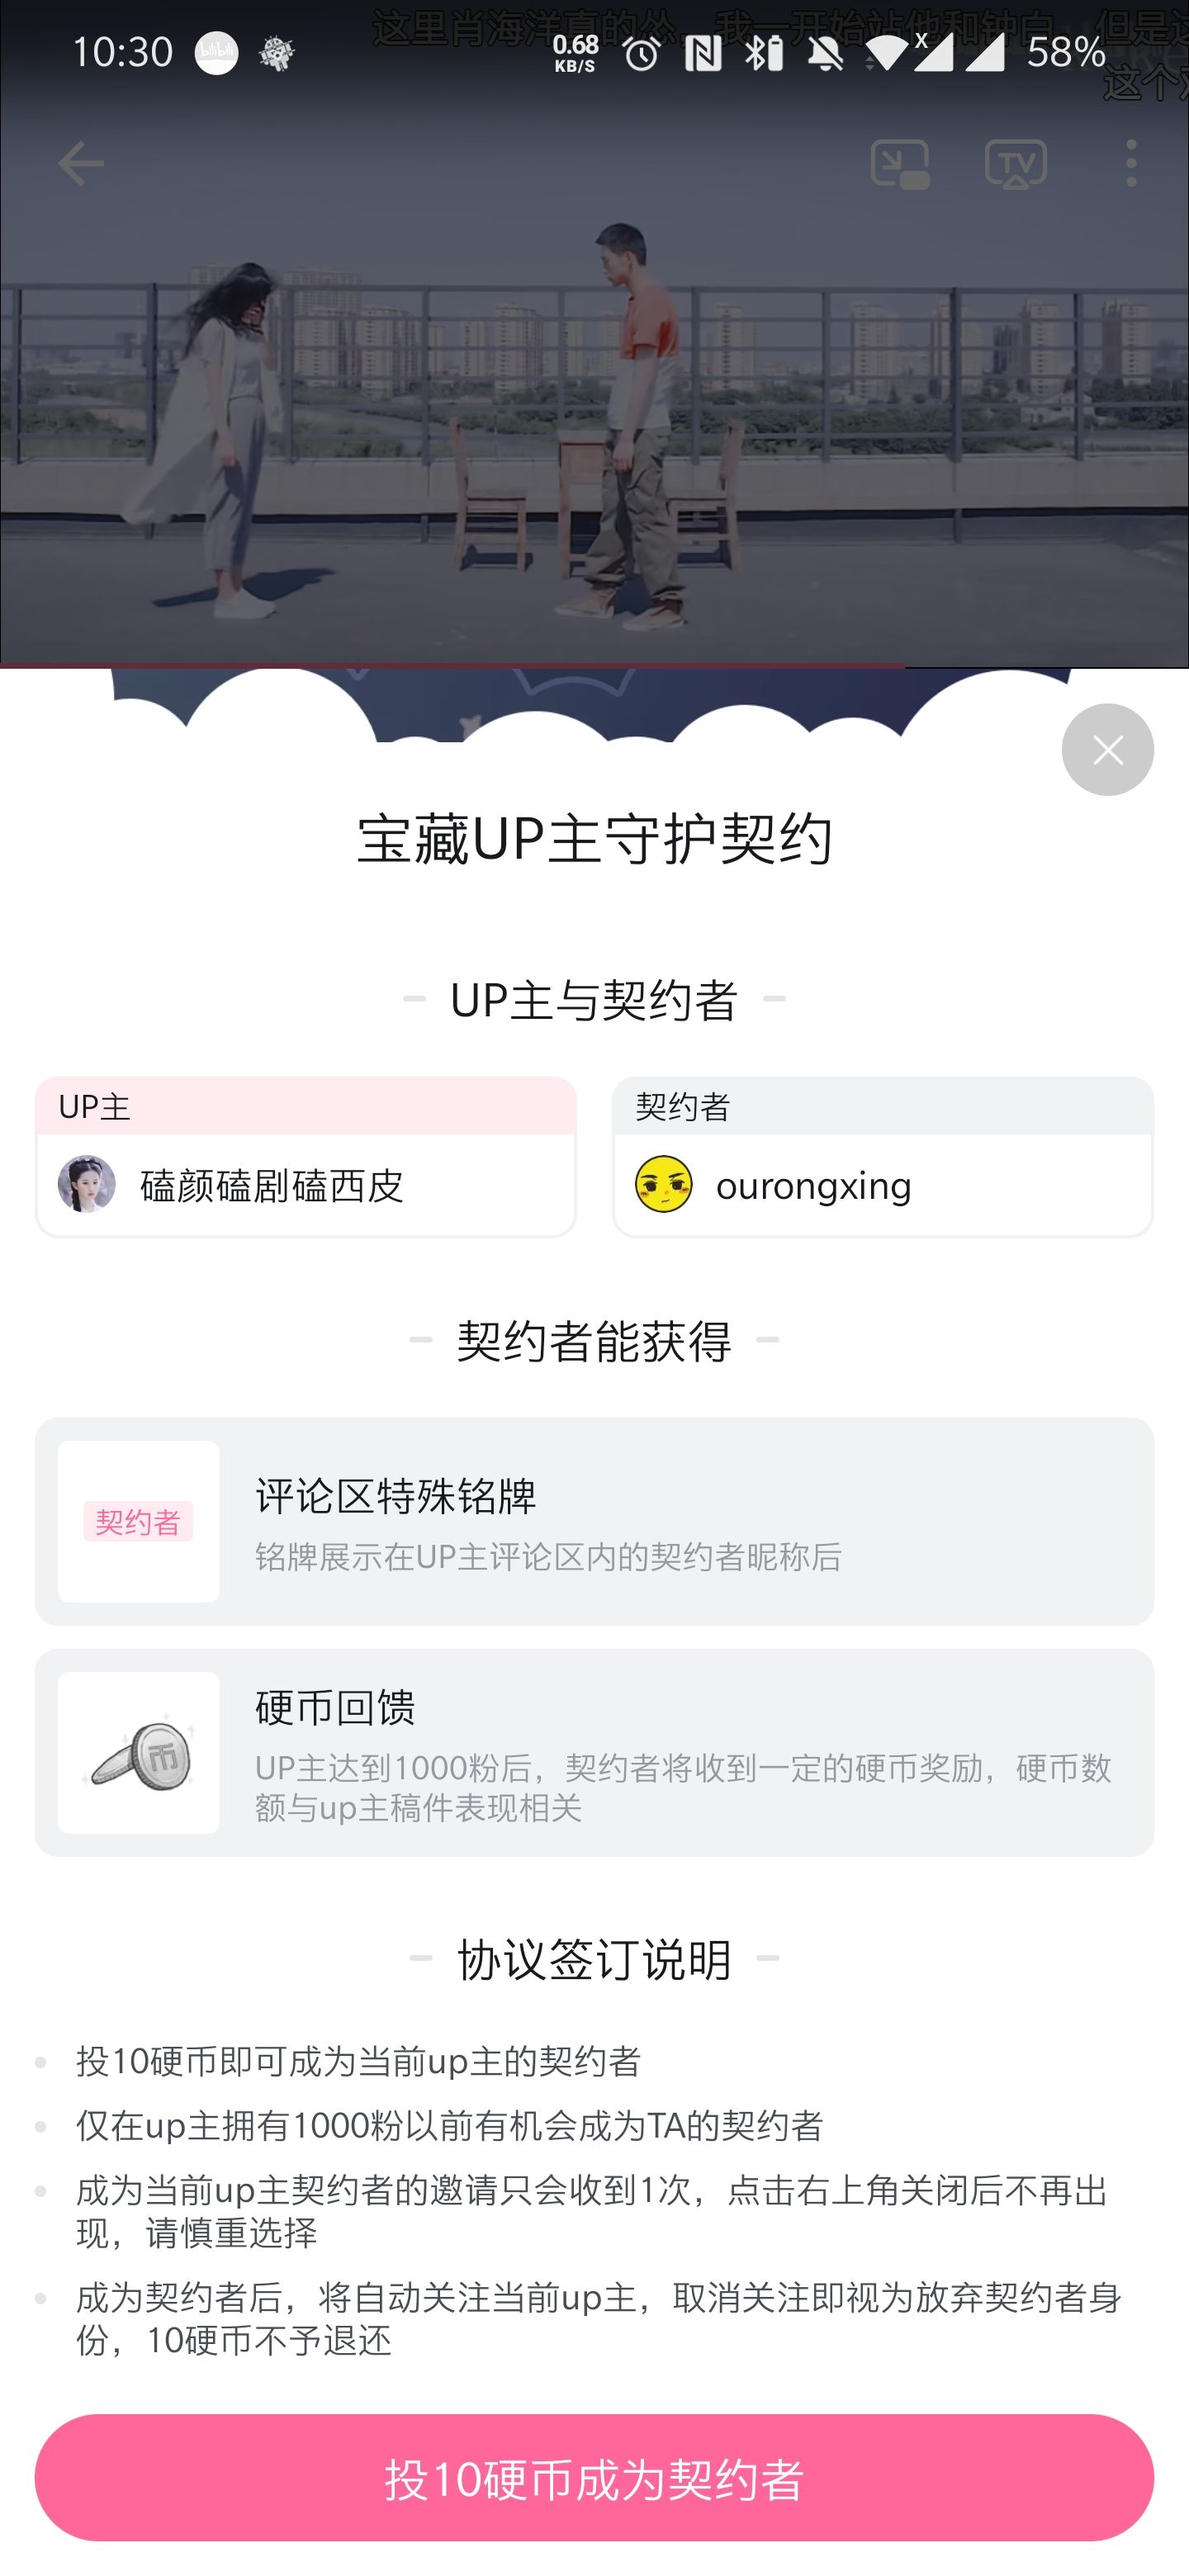 这里肖海洋真的怂，我一开始站他和钟白 但是这
这个
10:30 bilibili 0.68 KB/S X 58%
TV
宝藏UP主守护契约
UP主与契约者
UP主 契约者
磕颜磕剧磕西皮 ourongxing
契约者能获得
契约者
评论区特殊铭牌
铭牌展示在UP主评论区内的契约者昵称后
币
硬币回馈
UP主达到1000粉后，契约者将收到一定的硬币奖励，硬币数
额与up主稿件表现相关
协议签订说明
投10硬币即可成为当前up主的契约者
仅在up主拥有1000粉以前有机会成为TA的契约者
成为当前up主契约者的邀请只会收到1次，点击右上角关闭后不再出
现，请慎重选择
成为契约者后，将自动关注当前up主，取消关注即视为放弃契约者身
份，10硬币不予退还
投10硬币成为契约者